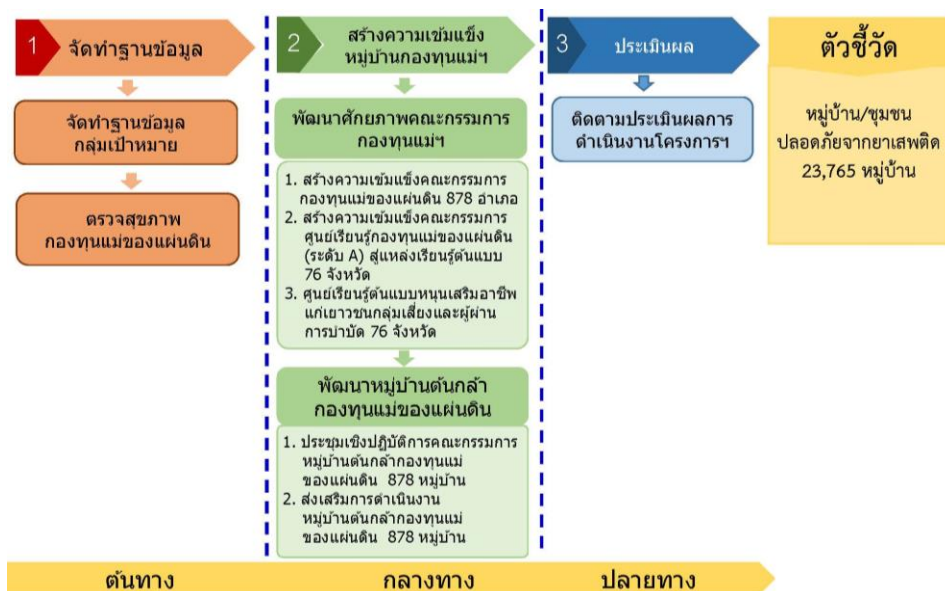 1 จัดทำฐานข้อมูล
จัดทำฐานข้อมูล
กลุ่มเป้าหมาย
ตรวจสุขภาพ
กองทุนแม่ของแผ่นดิน
2 สร้างความเข้มแข็ง
หมู่บ้านกองทุนแม่ฯ
พัฒนาศักยภาพคณะกรรมการ
กองทุนแม่ฯ
1. สร้างความเข้มแข็งคณะกรรมการ
กองทุนแม่ของแผ่นดิน 878 อำเภอ
2. สร้างความเข้มแข็งคณะกรรมการ
ศูนย์เรียนรู้กองทุนแม่ของแผ่นดิน
(ระดับ A) สู่แหล่งเรียนรู้ต้นแบบ
76 จังหวัด
3. ศูนย์เรียนรู้ต้นแบบหนุนเสริมอาชีพ
แก่เยาวชนกลุ่มเสี่ยงและผู้ผ่าน
การบำบัด 76 จังหวัด
พัฒนาหมู่บ้านต้นกล้า
กองทุนแม่ของแผ่นดิน
1. ประชุมเชิงปฏิบัติการคณะกรรมการ
หมู่บ้านต้นกล้ากองทุนแม่
ของแผ่นดิน 878 หมู่บ้าน
2. ส่งเสริมการดำเนินงาน
หมู่บ้านต้นกล้ากองทุนแม่
ของแผ่นดิน 878 หมู่บ้าน
3 ประเมินผล
ติดตามประเมินผลการ
ดำเนินงานโครงการฯ
ตัวชี้วัด
หมู่บ้าน/ชุมชน
ปลอดภัยจากยาเสพติด
23,765 หมู่บ้าน
ต้นทาง
กลางทาง
ปลายทาง